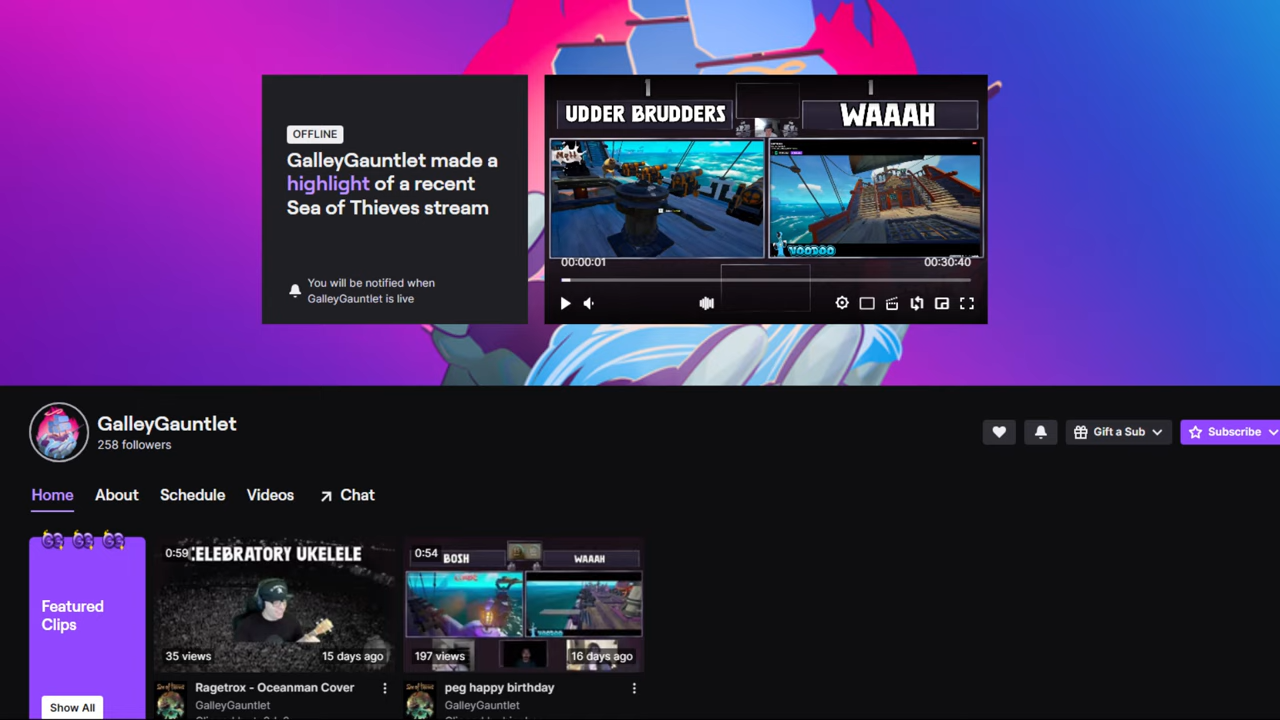 UDDER BRUDDERS
WAAAH
OFFLINE
GalleyGauntlet made a
highlight of a recent
Sea of Thieves stream
VOODOO
00:00:01
00:30:40
You will be notified when
GalleyGauntlet is live
GalleyGauntlet
258 followers
Gift a Sub
Subscribe
Home
About
Schedule
Videos
Chat
Featured
Clips
Show All
0:59
CELEBRATORY UKELELE
35 views
15 days ago
Ragetrox - Oceanman Cover
GalleyGauntlet
0:54
BOSH
WAAAH
197 views
16 days ago
peg happy birthday
GalleyGauntlet